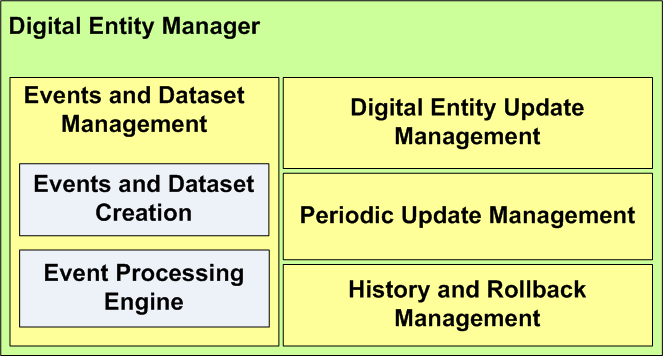 Digital Entity Manager
Events and Dataset
Management
Events and Dataset
Creation
Event Processing
Engine
Digital Entity Update
Management
Periodic Update Management
History and Rollback
Management